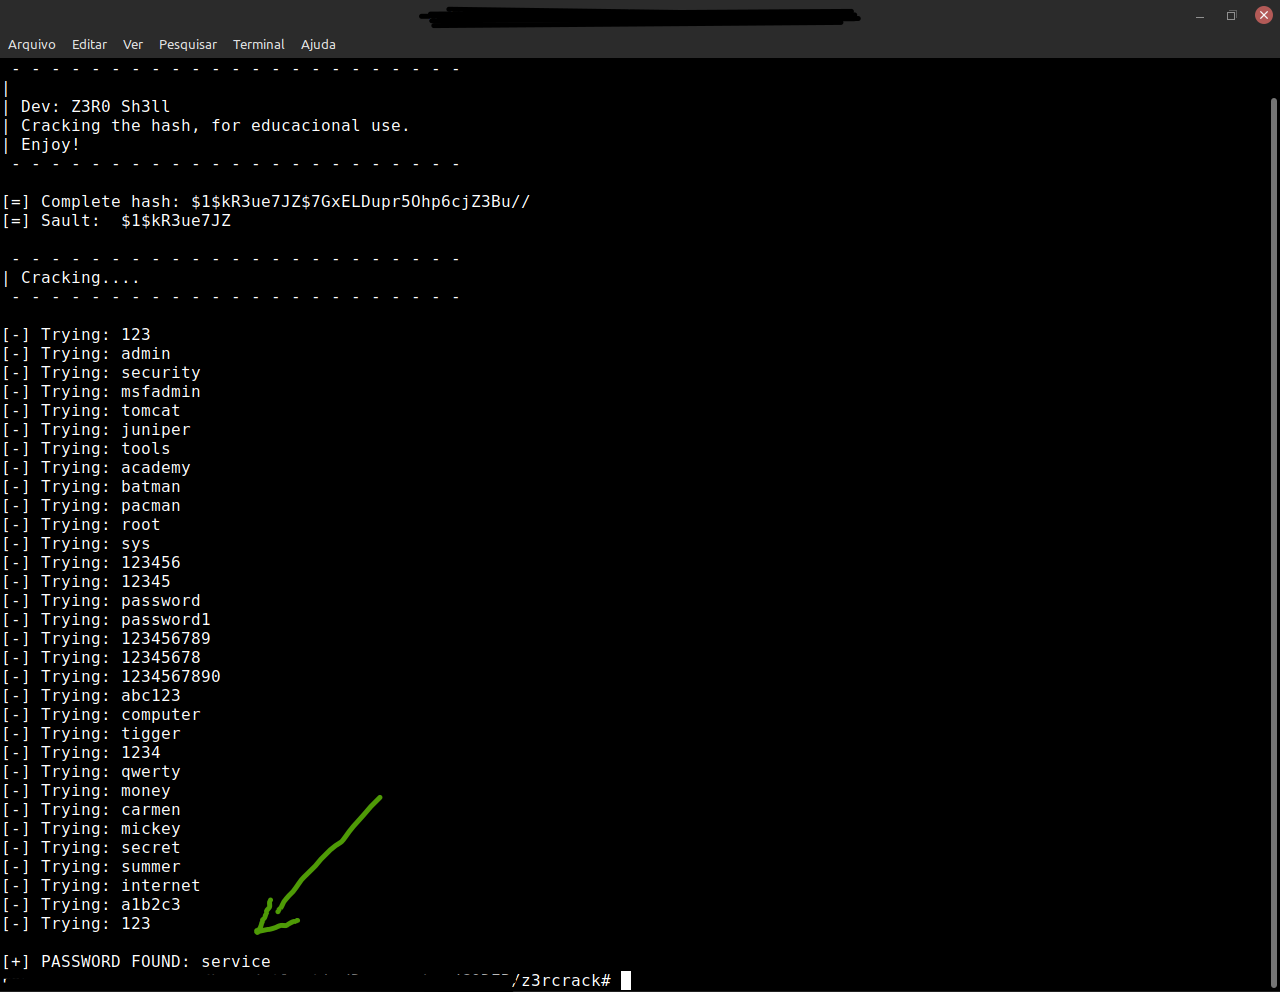 Arquivo Editar Ver Pesquisar Terminal Ajuda
- - - - - - - - - - - - - - - - - - - - - - -
|
| Dev: Z3R0 Sh3ll
| Cracking the hash, for educacional use.
| Enjoy!
- - - - - - - - - - - - - - - - - - - - - - -
[=] Complete hash: $1$kR3ue7JZ$7GxELDupr5Ohp6cjZ3Bu//
[=] Sault:  $1$kR3ue7JZ
- - - - - - - - - - - - - - - - - - - - - - -
| Cracking....
- - - - - - - - - - - - - - - - - - - - - - -
[-] Trying: 123
[-] Trying: admin
[-] Trying: security
[-] Trying: msfadmin
[-] Trying: tomcat
[-] Trying: juniper
[-] Trying: tools
[-] Trying: academy
[-] Trying: batman
[-] Trying: pacman
[-] Trying: root
[-] Trying: sys
[-] Trying: 123456
[-] Trying: 12345
[-] Trying: password
[-] Trying: password1
[-] Trying: 123456789
[-] Trying: 12345678
[-] Trying: 1234567890
[-] Trying: abc123
[-] Trying: computer
[-] Trying: tigger
[-] Trying: 1234
[-] Trying: qwerty
[-] Trying: money
[-] Trying: carmen
[-] Trying: mickey
[-] Trying: secret
[-] Trying: summer
[-] Trying: internet
[-] Trying: a1b2c3
[-] Trying: 123
[+] PASSWORD FOUND: service
/z3rcrack#